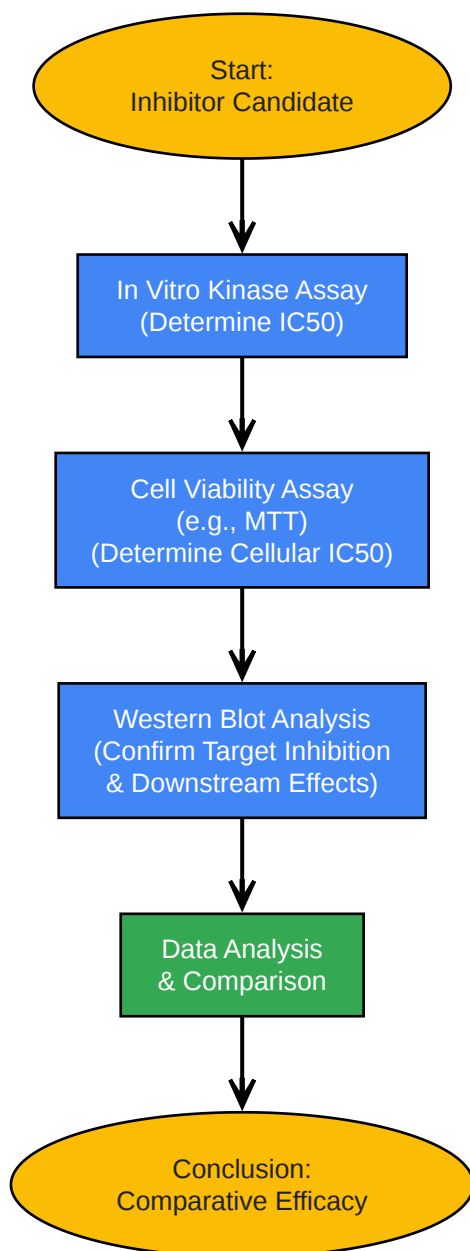 Start:
Inhibitor Candidate
In Vitro Kinase Assay
(Determine IC50)
Cell Viability Assay
(e.g., MTT)
(Determine Cellular IC50)
Western Blot Analysis
(Confirm Target Inhibition
& Downstream Effects)
Data Analysis
& Comparison
Conclusion:
Comparative Efficacy